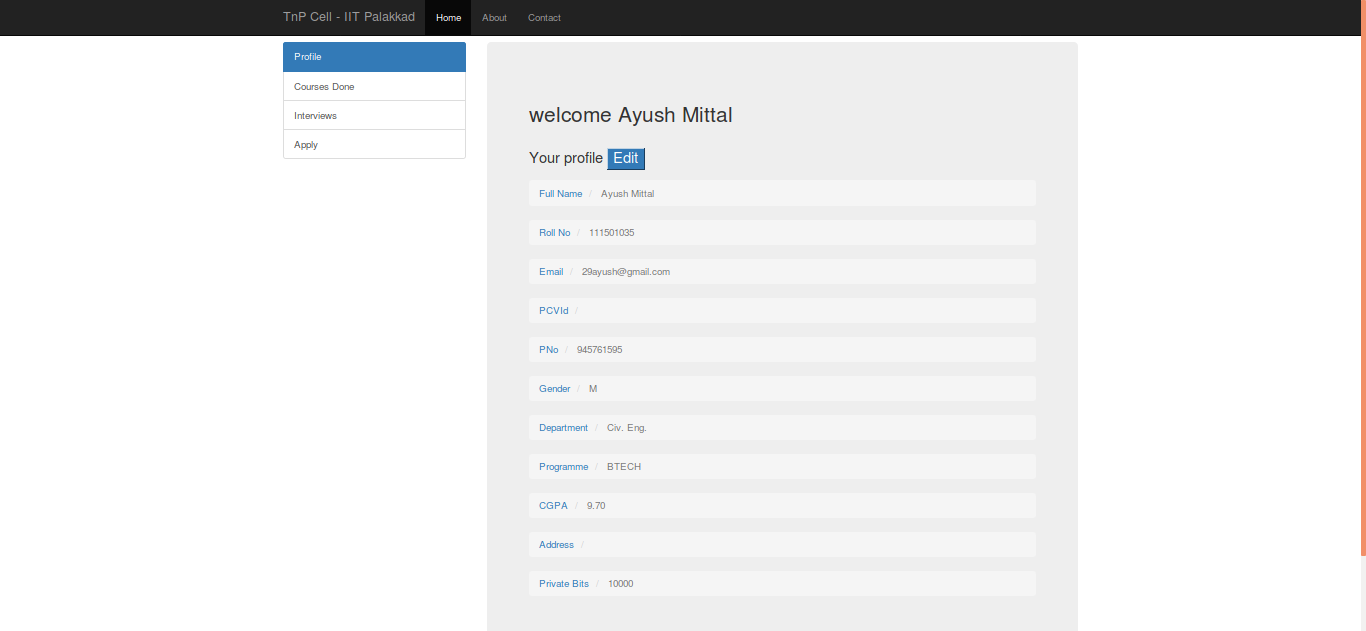 TnP Cell - IIT Palakkad Home About Contact
Profile
Courses Done
Interviews
Apply
welcome Ayush Mittal
Your profile Edit
Full Name / Ayush Mittal
Roll No / 111501035
Email / 29ayush@gmail.com
PCVId /
PNo / 945761595
Gender / M
Department / Civ. Eng.
Programme / BTECH
CGPA / 9.70
Address /
Private Bits / 10000